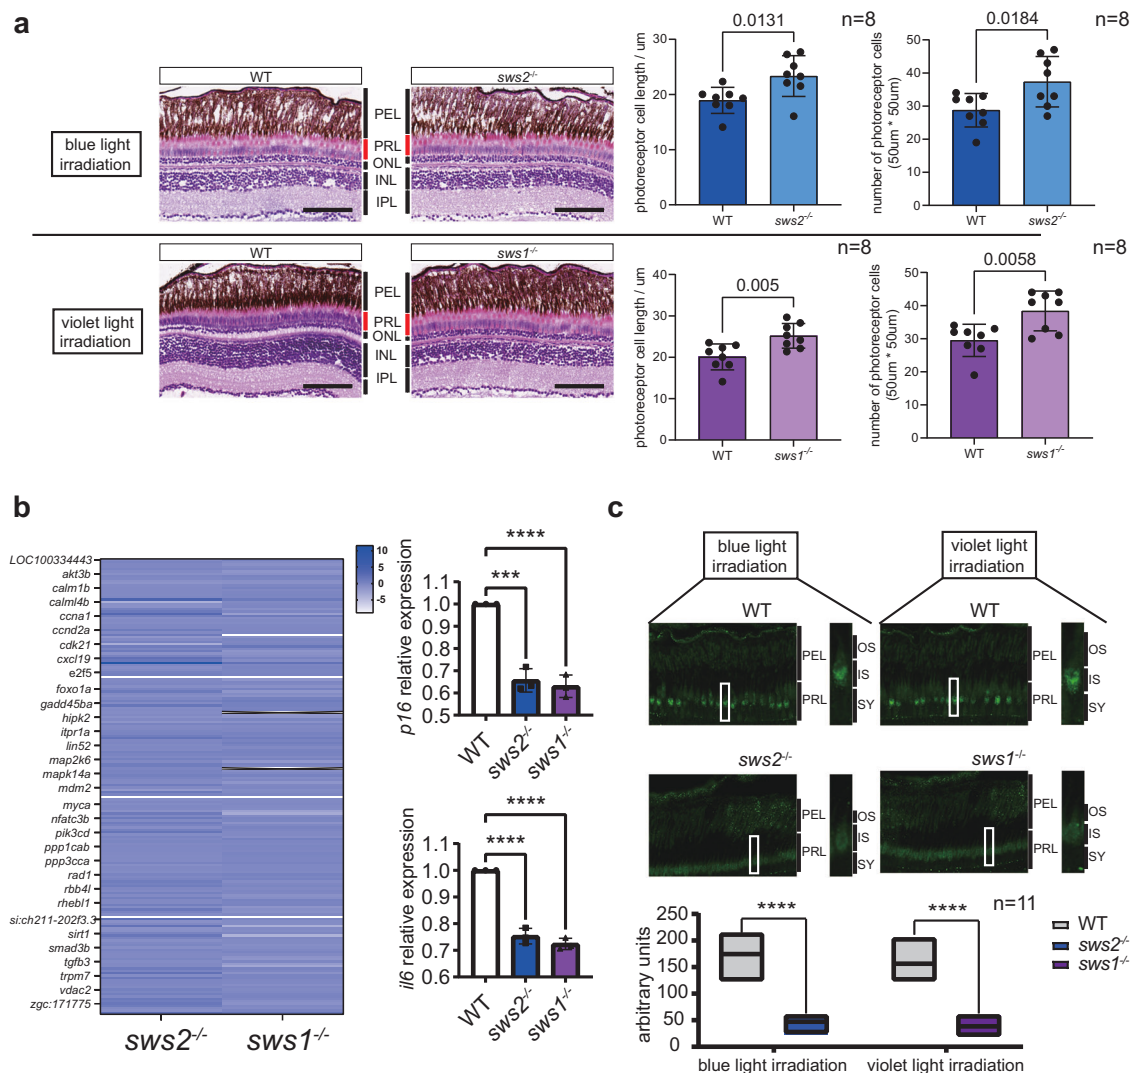 a
WT
sws2-/-
blue light
irradiation
PEL
PRL
ONL
INL
IPL
photoreceptor cell length / um
30
20
10
0
0.0131
n=8
WT
sws2-/-
number of photoreceptor cells
(50um * 50um)
50
40
30
20
10
0
0.0184
n=8
WT
sws2-/-
WT
sws1-/-
violet light
irradiation
PEL
PRL
ONL
INL
IPL
photoreceptor cell length / um
40
30
20
10
0
0.005
n=8
WT
sws1-/-
number of photoreceptor cells
(50um * 50um)
50
40
30
20
10
0
0.0058
n=8
WT
sws1-/-
b
LOC100334443
akt3b
calm1b
calml4b
ccna1
ccnd2a
cdk21
cxcl19
e2f5
foxo1a
gadd45ba
hipk2
itpr1a
lin52
map2k6
mapk14a
mdm2
myca
nfatc3b
pik3cd
ppp1cab
ppp3cca
rad1
rbb4l
rhebl1
si:ch211-202f3.3
sirt1
smad3b
tgfb3
trpm7
vdac2
zgc:171775
sws2-/-
sws1-/-
10
5
0
-5
p16 relative expression
1.1
1.0
0.9
0.8
0.7
0.6
0.5
****
***
WT
sws2-/-
sws1-/-
il6 relative expression
1.1
1.0
0.9
0.8
0.7
0.6
****
****
WT
sws2-/-
sws1-/-
c
blue light
irradiation
violet light
irradiation
WT
WT
PEL
PRL
OS
IS
SY
PEL
PRL
OS
IS
SY
sws2-/-
sws1-/-
PEL
PRL
OS
IS
SY
PEL
PRL
OS
IS
SY
arbitrary units
250
200
150
100
50
0
****
****
n=11
WT
sws2-/-
sws1-/-
blue light irradiation
violet light irradiation